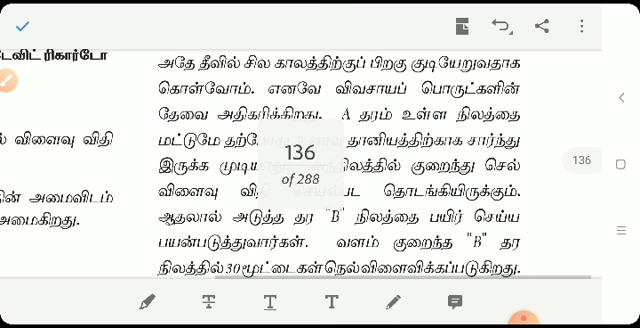 டேவிட் ரிகார்டோ
ல் விளைவு விதி
ின் அமைவிடம்
அமைகிறது.
அதே தீவில் சில காலத்திற்குப் பிறகு குடியேறுவதாக
கொள்வோம். எனவே விவசாயப் பொருட்களின்
தேவை அதிகரிக்கிறது. A தரம் உள்ள நிலத்தை
மட்டுமே தானியத்திற்காக சார்ந்து
இருக்க குறைந்து செல்
விளைவு தொடங்கியிருக்கும்.
ஆதலால் அடுத்த தர "B" நிலத்தை பயிர் செய்ய
பயன்படுத்துவார்கள். வளம் குறைந்த "B" தர
நிலத்தில் 30 மூட்டைகள் நெல் விளைவிக்கப்படுகிறது.
136
of 288
136